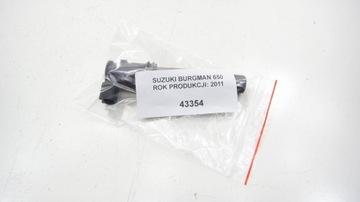 SUZUKI BURGMAN 650
ROK PRODUKCJI: 2011
43354